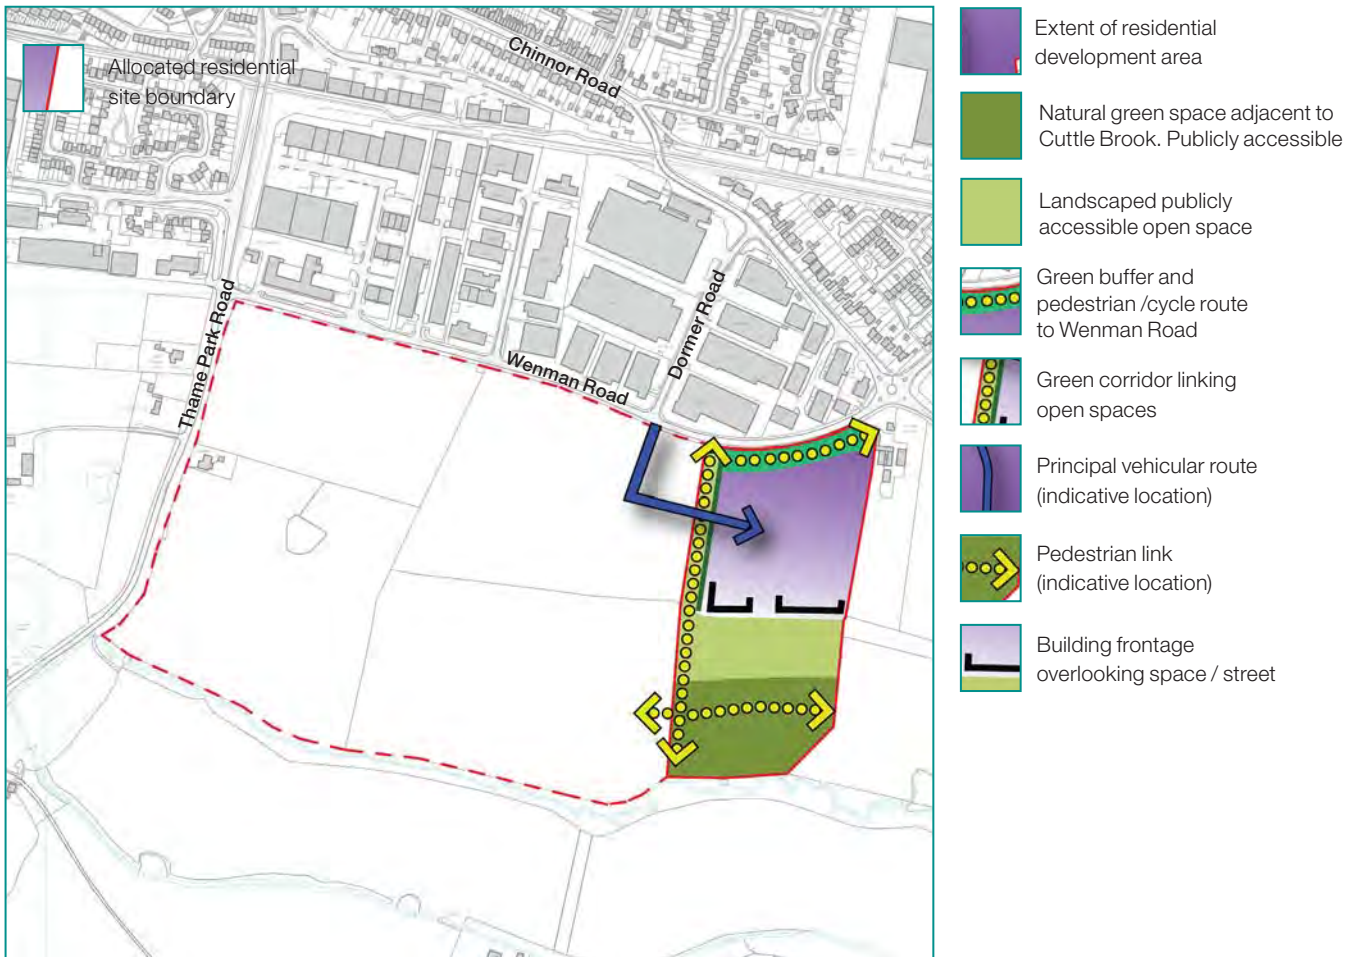 Allocated residential
site boundary
Chinnor Road
Thame Park Road
Wenman Road
Dormer Road
Extent of residential
development area
Natural green space adjacent to
Cuttle Brook. Publicly accessible
Landscaped publicly
accessible open space
Green buffer and
pedestrian /cycle route
to Wenman Road
Green corridor linking
open spaces
Principal vehicular route
(indicative location)
Pedestrian link
(indicative location)
Building frontage
overlooking space / street